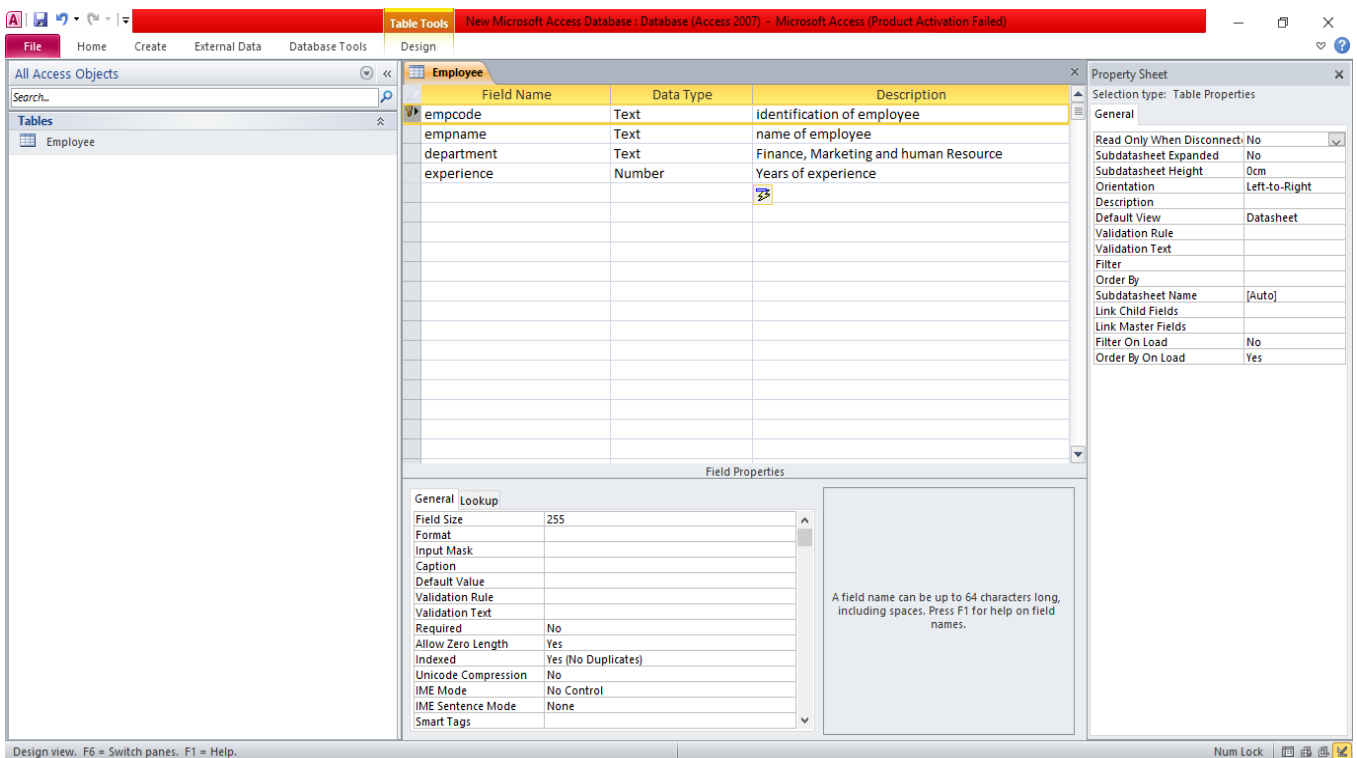 Table Tools New Microsoft Access Database : Database (Access 2007) - Microsoft Access (Product Activation Failed)
File Home Create External Data Database Tools Design
All Access Objects
Search...
Tables
Employee
Employee
Field Name Data Type Description
empcode Text identification of employee
empname Text name of employee
department Text Finance, Marketing and human Resource
experience Number Years of experience
Field Properties
General Lookup
Field Size 255
Format
Input Mask
Caption
Default Value
Validation Rule
Validation Text
Required No
Allow Zero Length Yes
Indexed Yes (No Duplicates)
Unicode Compression No
IME Mode No Control
IME Sentence Mode None
Smart Tags
A field name can be up to 64 characters long,
including spaces. Press F1 for help on field
names.
Property Sheet
Selection type: Table Properties
General
Read Only When Disconnect No
Subdatasheet Expanded No
Subdatasheet Height 0cm
Orientation Left-to-Right
Description
Default View Datasheet
Validation Rule
Validation Text
Filter
Order By
Subdatasheet Name [Auto]
Link Child Fields
Link Master Fields
Filter On Load No
Order By On Load Yes
Design view. F6 = Switch panes. F1 = Help. Num Lock